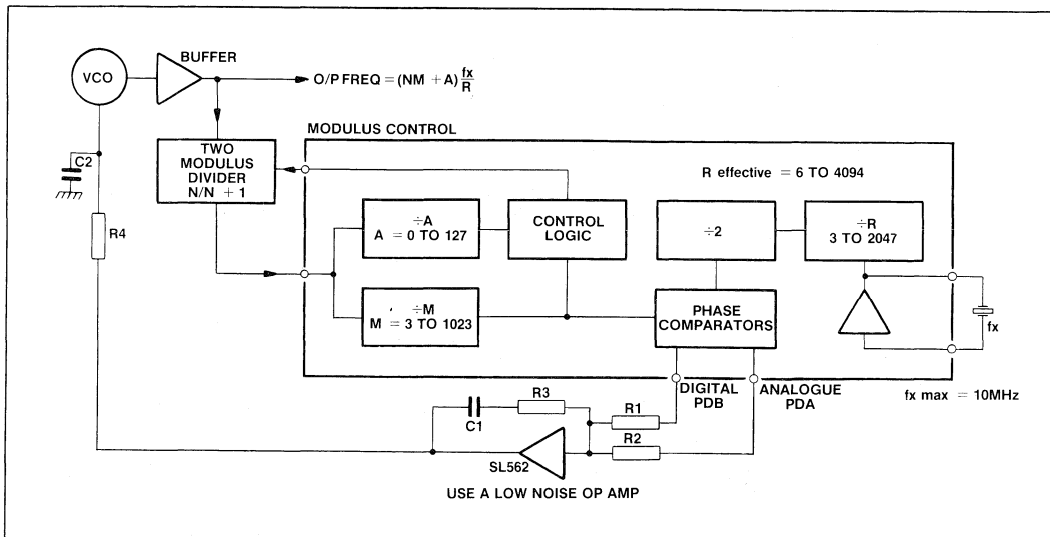 BUFFER
VCO
O/P FREQ = (NM + A) fx/R
MODULUS CONTROL
C2
TWO
MODULUS
DIVIDER
N/N + 1
R effective = 6 TO 4094
÷A
A = 0 TO 127
CONTROL
LOGIC
÷2
÷R
3 TO 2047
R4
÷M
M = 3 TO 1023
PHASE
COMPARATORS
fx
DIGITAL
PDB
ANALOGUE
PDA
fx max = 10MHz
C1
R3
R1
R2
SL562
USE A LOW NOISE OP AMP